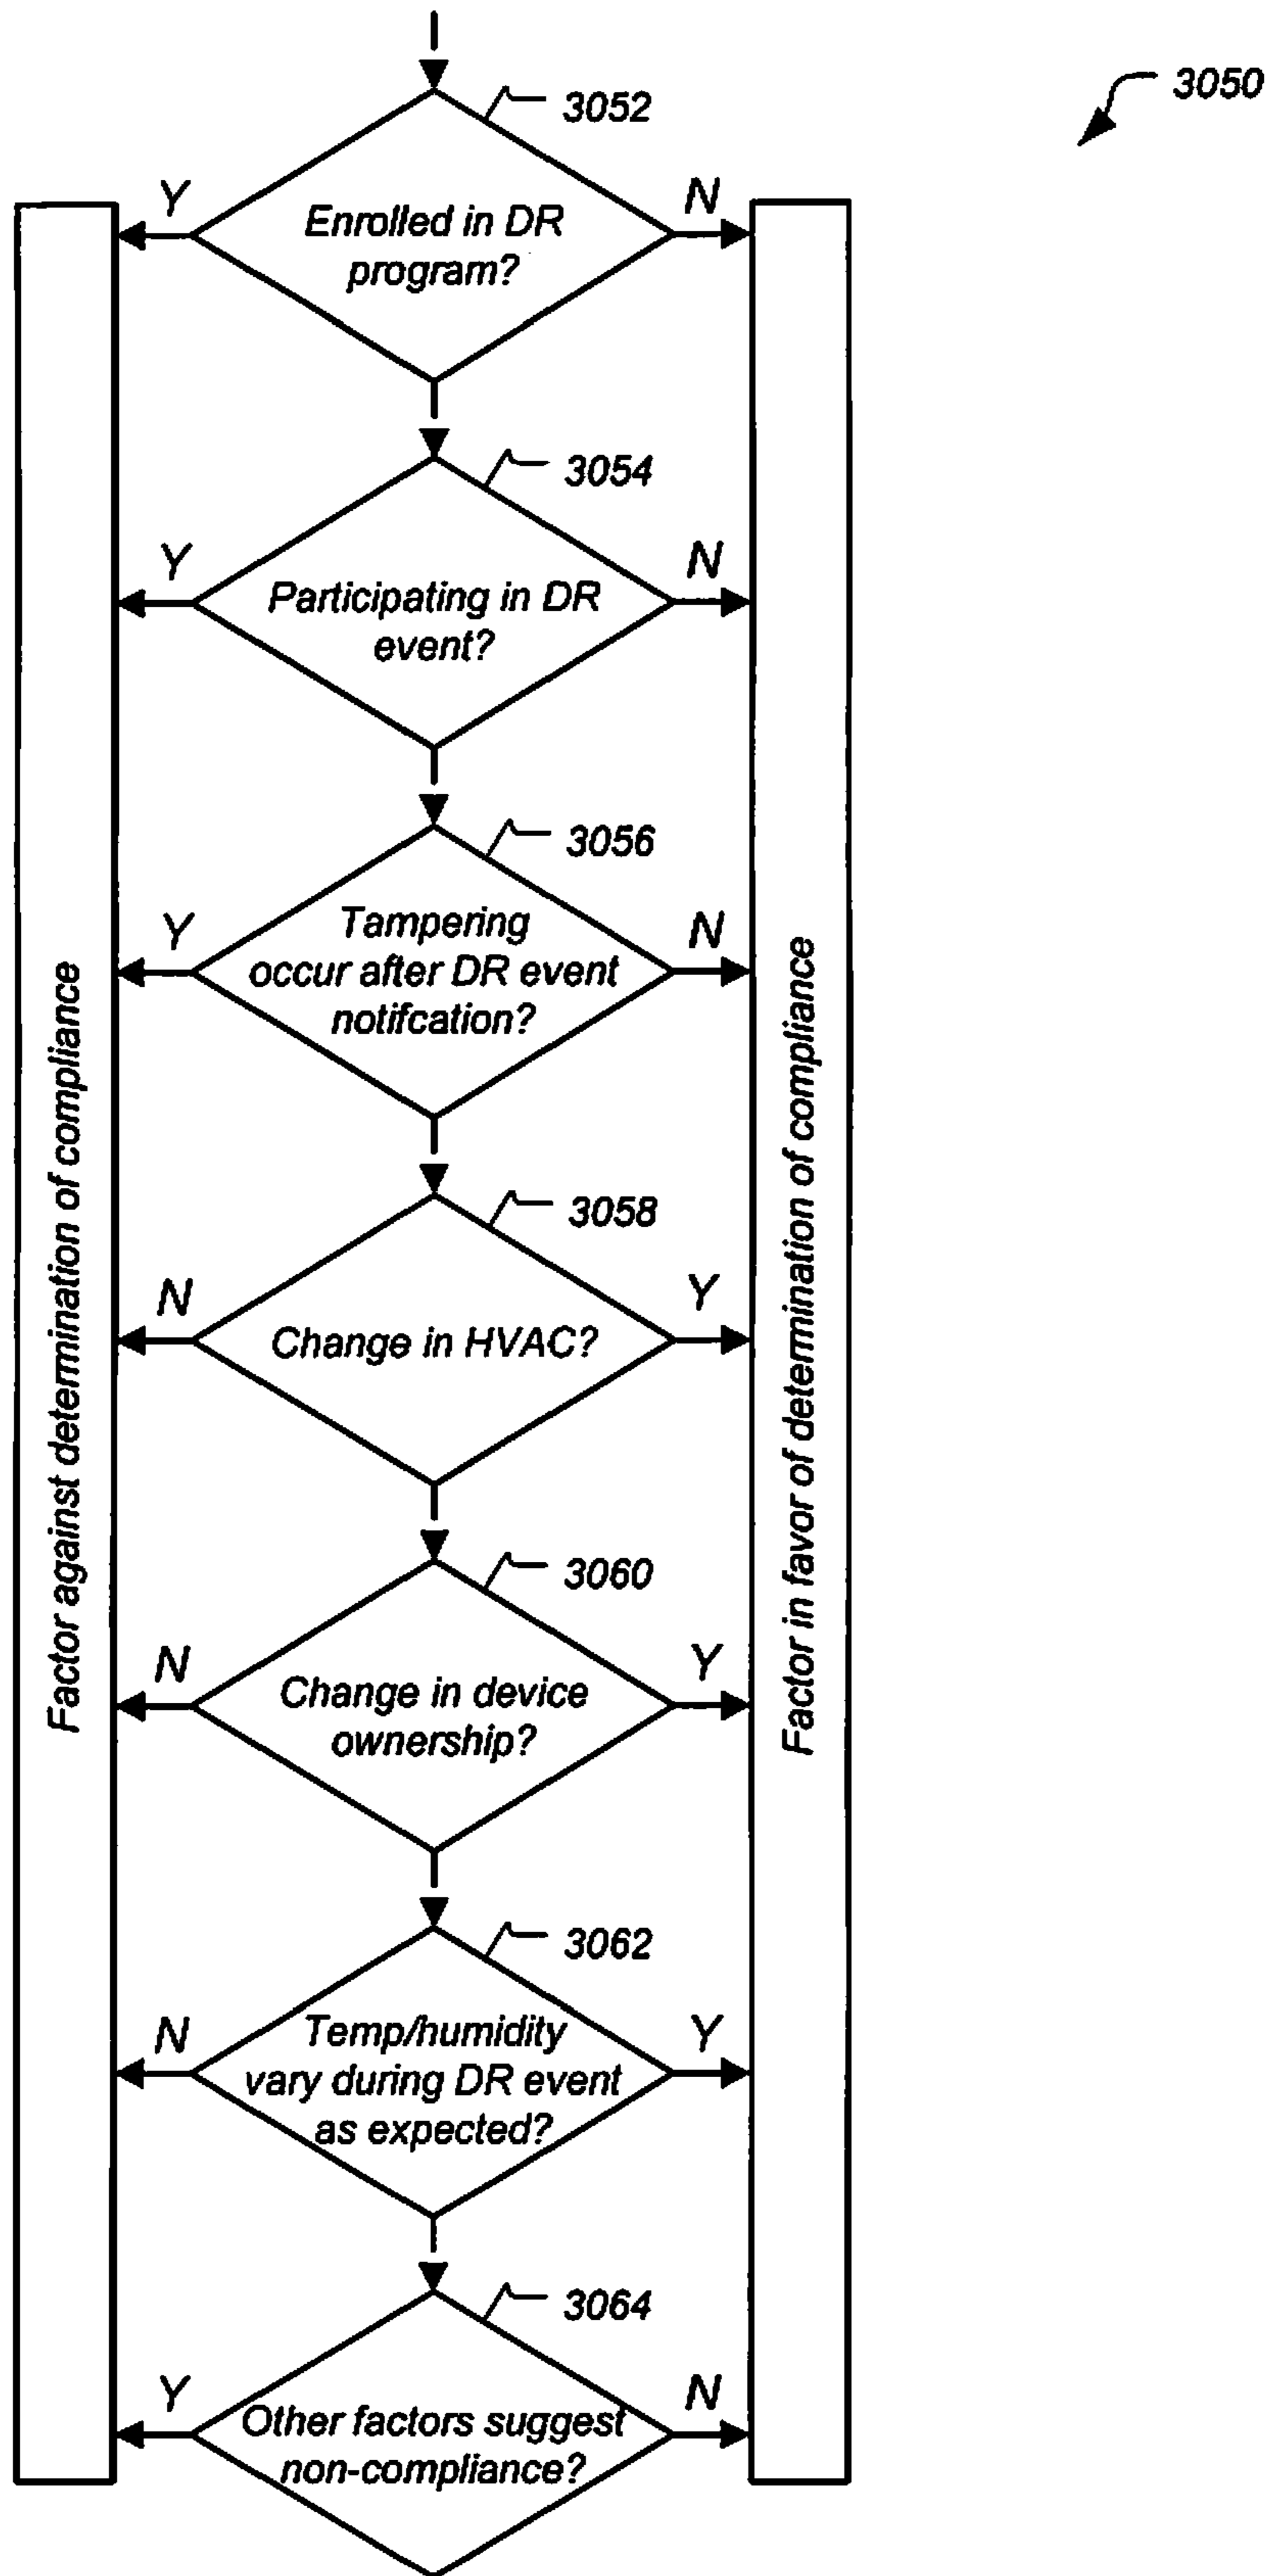 3050
3052
Y
N
Enrolled in DR
program?
3054
Y
N
Participating in DR
event?
3056
Y
N
Tampering
occur after DR event
notifcation?
3058
N
Y
Change in HVAC?
3060
N
Y
Change in device
ownership?
3062
N
Y
Temp/humidity
vary during DR event
as expected?
3064
Y
N
Other factors suggest
non-compliance?
Factor against determination of compliance
Factor in favor of determination of compliance